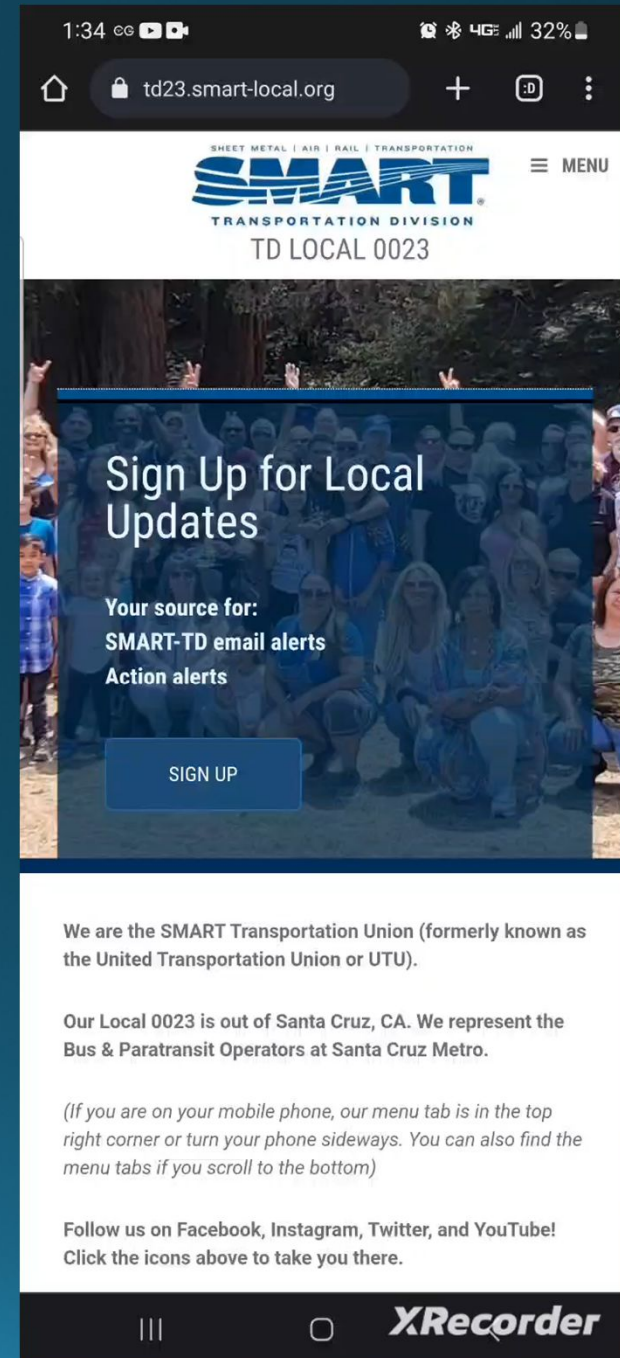 1:34
4GE 32%
td23.smart-local.org
:D
SHEET METAL | AIR | RAIL | TRANSPORTATION
SMART®
MENU
TRANSPORTATION DIVISION
TD LOCAL 0023
Sign Up for Local
Updates
Your source for:
SMART-TD email alerts
Action alerts
SIGN UP
We are the SMART Transportation Union (formerly known as
the United Transportation Union or UTU).
Our Local 0023 is out of Santa Cruz, CA. We represent the
Bus & Paratransit Operators at Santa Cruz Metro.
(If you are on your mobile phone, our menu tab is in the top
right corner or turn your phone sideways. You can also find the
menu tabs if you scroll to the bottom)
Follow us on Facebook, Instagram, Twitter, and YouTube!
Click the icons above to take you there.
XRecorder